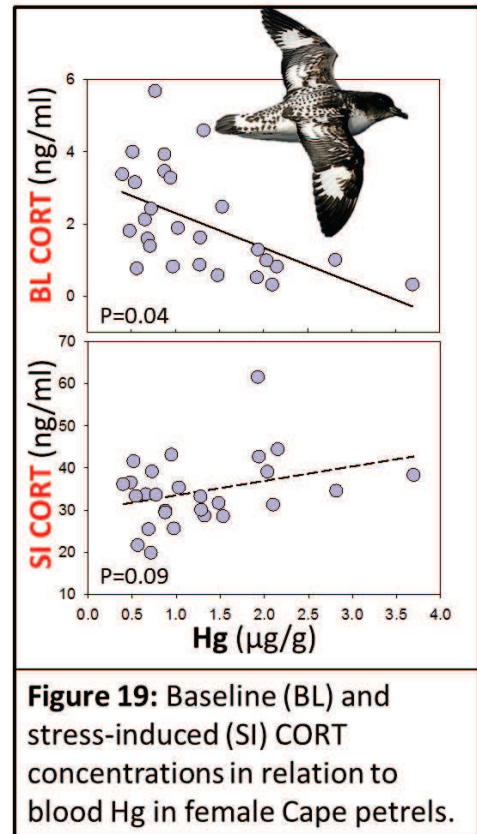 6
4
2
0
BL CORT (ng/ml)
P=0.04
70
60
50
40
30
20
10
SI CORT (ng/ml)
P=0.09
0.0 0.5 1.0 1.5 2.0 2.5 3.0 3.5 4.0
Hg (µg/g)
Figure 19: Baseline (BL) and
stress-induced (SI) CORT
concentrations in relation to
blood Hg in female Cape petrels.